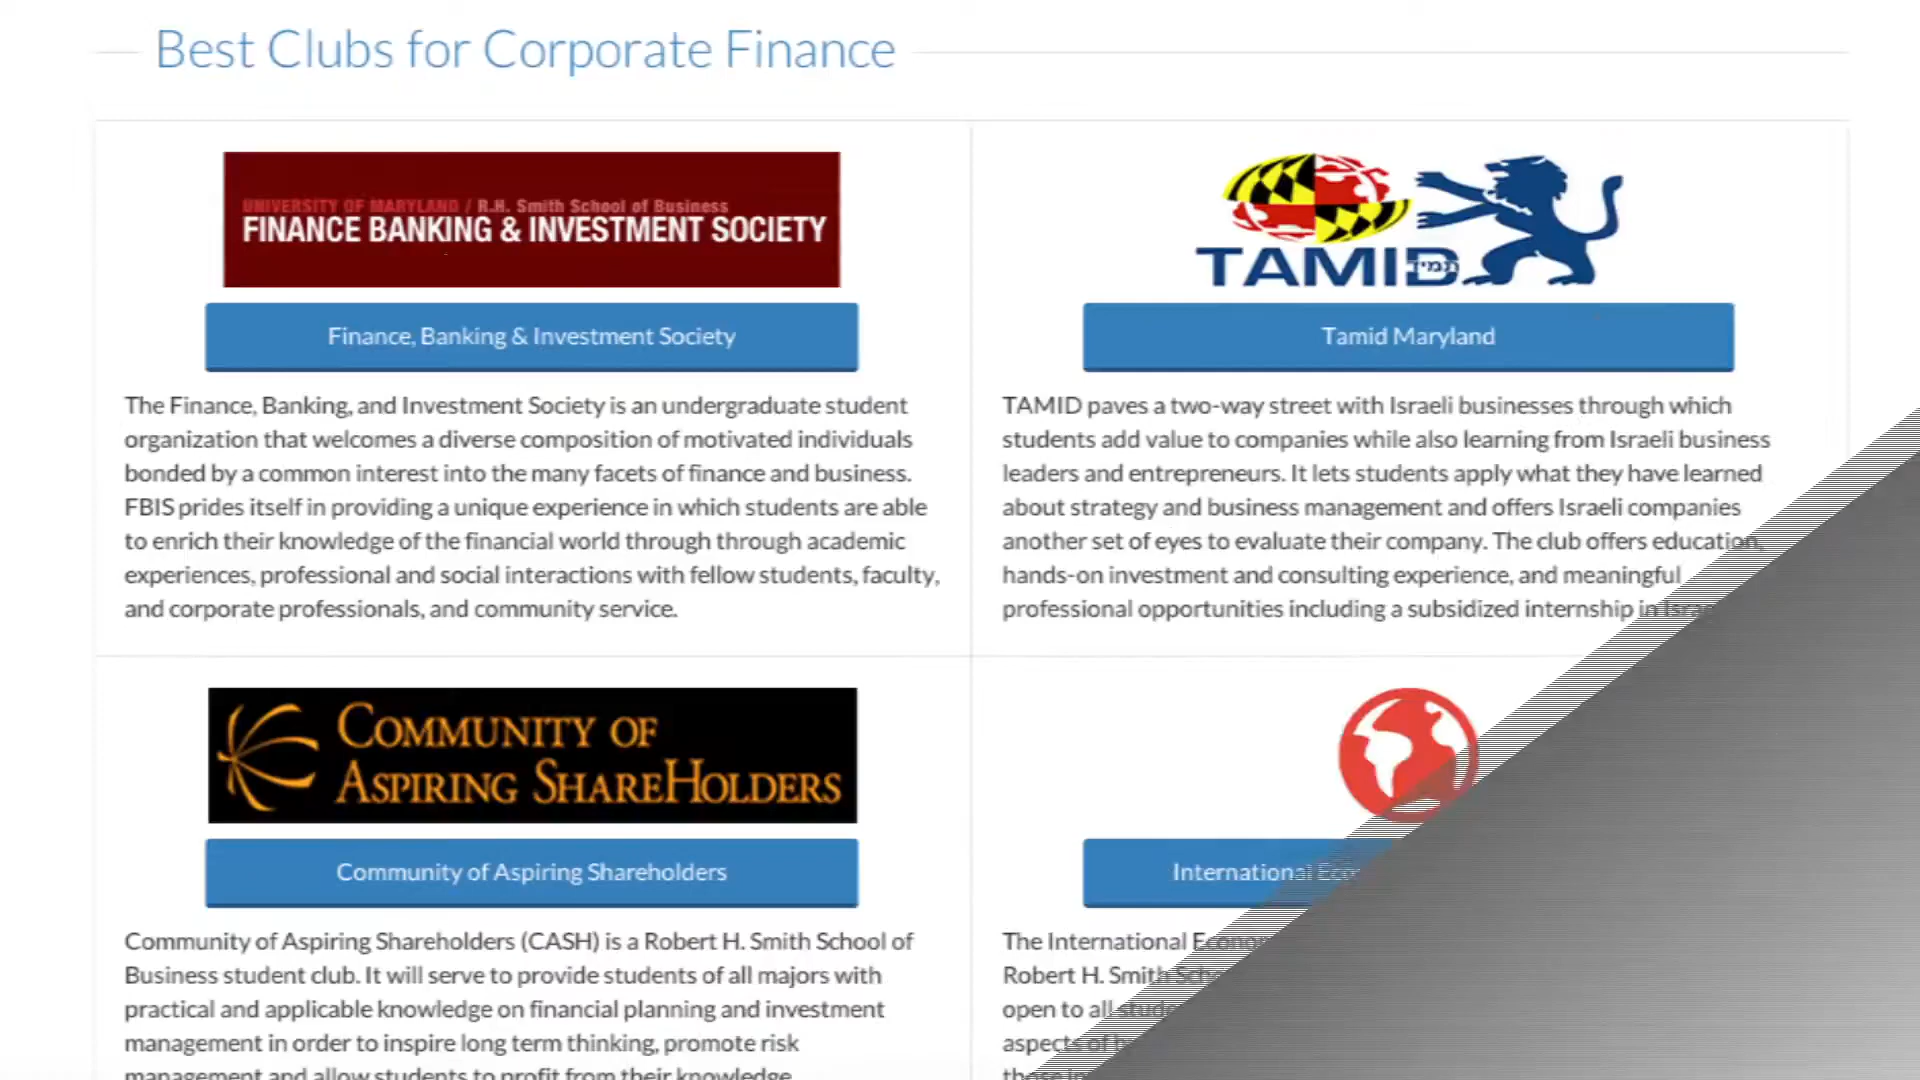 Best Clubs for Corporate Finance
UNIVERSITY OF MARYLAND / R.H. Smith School of Business
FINANCE BANKING & INVESTMENT SOCIETY
TAMID
תמיד
Finance, Banking & Investment Society
Tamid Maryland
The Finance, Banking, and Investment Society is an undergraduate student
organization that welcomes a diverse composition of motivated individuals
bonded by a common interest into the many facets of finance and business.
FBIS prides itself in providing a unique experience in which students are able
to enrich their knowledge of the financial world through through academic
experiences, professional and social interactions with fellow students, faculty,
and corporate professionals, and community service.
TAMID paves a two-way street with Israeli businesses through which
students add value to companies while also learning from Israeli business
leaders and entrepreneurs. It lets students apply what they have learned
about strategy and business management and offers Israeli companies
another set of eyes to evaluate their company. The club offers education,
hands-on investment and consulting experience, and meaningful
professional opportunities including a subsidized internship in
COMMUNITY OF
ASPIRING SHAREHOLDERS
Community of Aspiring Shareholders
International
Community of Aspiring Shareholders (CASH) is a Robert H. Smith School of
Business student club. It will serve to provide students of all majors with
practical and applicable knowledge on financial planning and investment
management in order to inspire long term thinking, promote risk
management and allow students to profit from their knowledge
The International
Robert H. Smith
open to all
aspects of
those